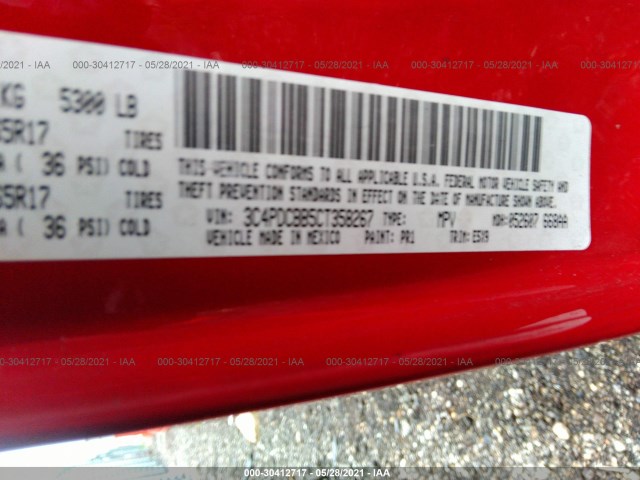 000-30412717 - 05/28/2021 - IAA
KG 5300 LB
5R17 TIRES
( 36 PSI) COLD
5R17 TIRES
( 36 PSI) COLD
THIS VEHICLE CONFORMS TO ALL APPLICABLE U.S.A. FEDERAL MOTOR VEHICLE SAFETY AND
THEFT PREVENTION STANDARDS IN EFFECT ON THE DATE OF MANUFACTURE SHOWN ABOVE.
VIN: 3C4PDCBB5CT358267 TYPE: MPV MDH:052607 668AA
VEHICLE MADE IN MEXICO PAINT: PR1 TRIM: E5X9
000-30412717 - 05/28/2021 - IAA
000-30412717 - 05/28/2021 - IAA